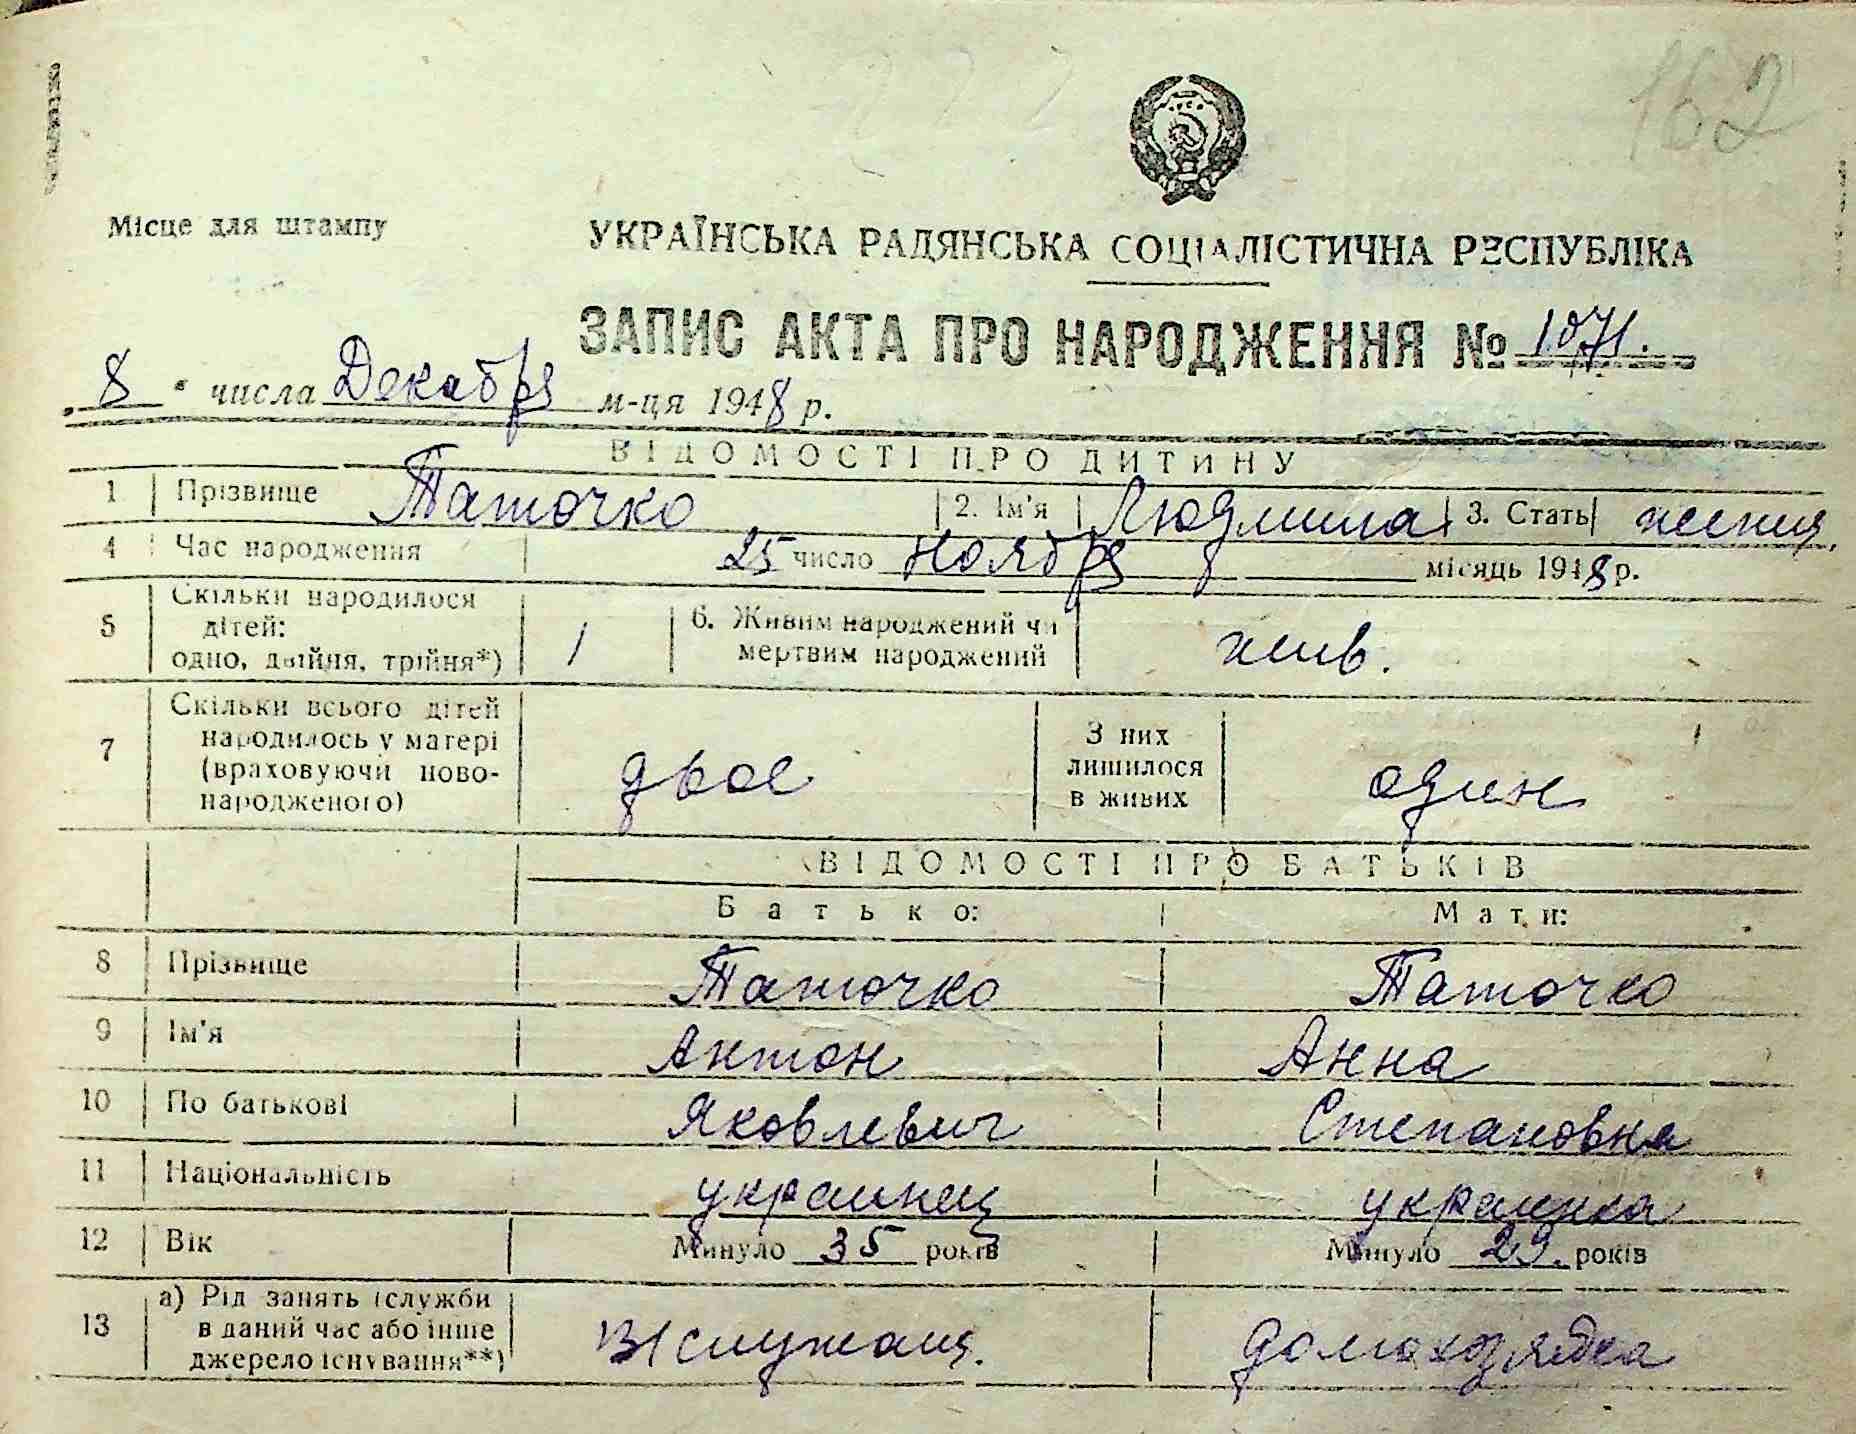 162
Місце для штампу
УКРАЇНСЬКА РАДЯНСЬКА СОЦІАЛІСТИЧНА РЕСПУБЛІКА
ЗАПИС АКТА ПРО НАРОДЖЕННЯ № 1071.
„8“ числа Декабря м-ця 1948 р.
ВІДОМОСТІ ПРО ДИТИНУ
1 Прізвище Таточко 2. Ім'я Людмила 3. Стать женщ.
4 Час народження 25 число Ноября місяць 1948 р.
5 Скільки народилося дітей: одно, двійня, трійня*) 1 6. Живим народжений чи мертвим народжений жив.
7 Скільки всього дітей народилось у матері (враховуючи новонародженого) двое З них лишилося в живих один
ВІДОМОСТІ ПРО БАТЬКІВ
Батько: Мати:
8 Прізвище Таточко Таточко
9 Ім'я Антон Анна
10 По батькові Яковлевич Степановна
11 Національність украинец украинка
12 Вік Минуло 35 років Минуло 29. років
13 а) Рід занять (служби в даний час або інше джерело існування**) служащ. домохозядка